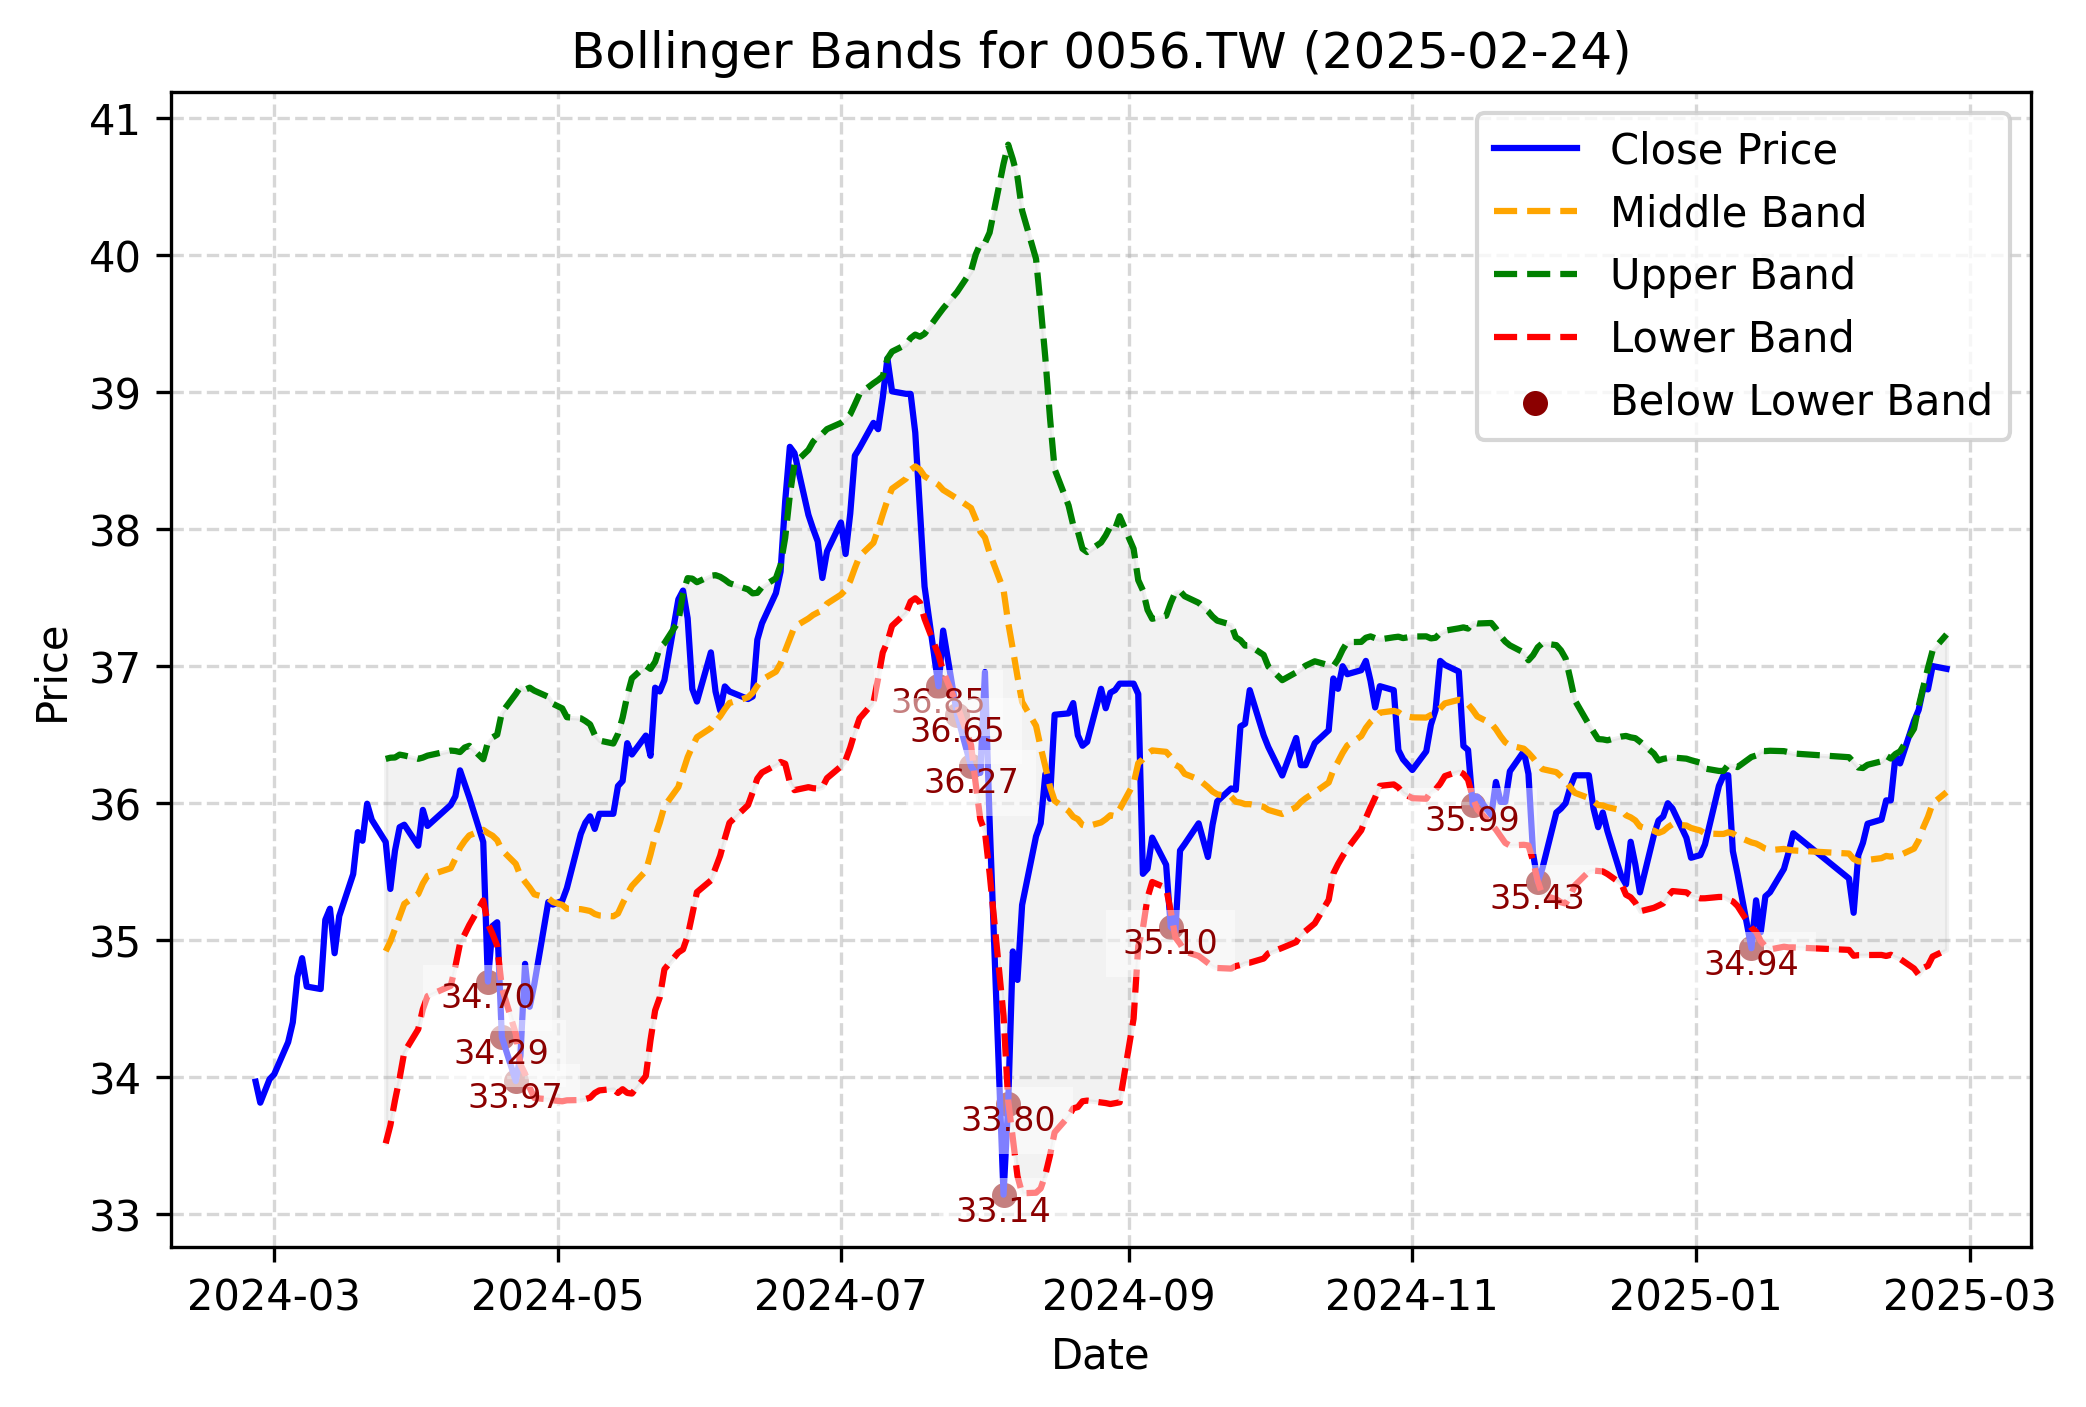 Bollinger Bands for 0056.TW (2025-02-24)
Price
41
40
39
38
37
36
35
34
33
Close Price
Middle Band
Upper Band
Lower Band
Below Lower Band
36.85
36.65
36.27
35.99
35.43
35.10
34.94
34.70
34.29
33.97
33.80
33.14
2024-03 2024-05 2024-07 2024-09 2024-11 2025-01 2025-03
Date